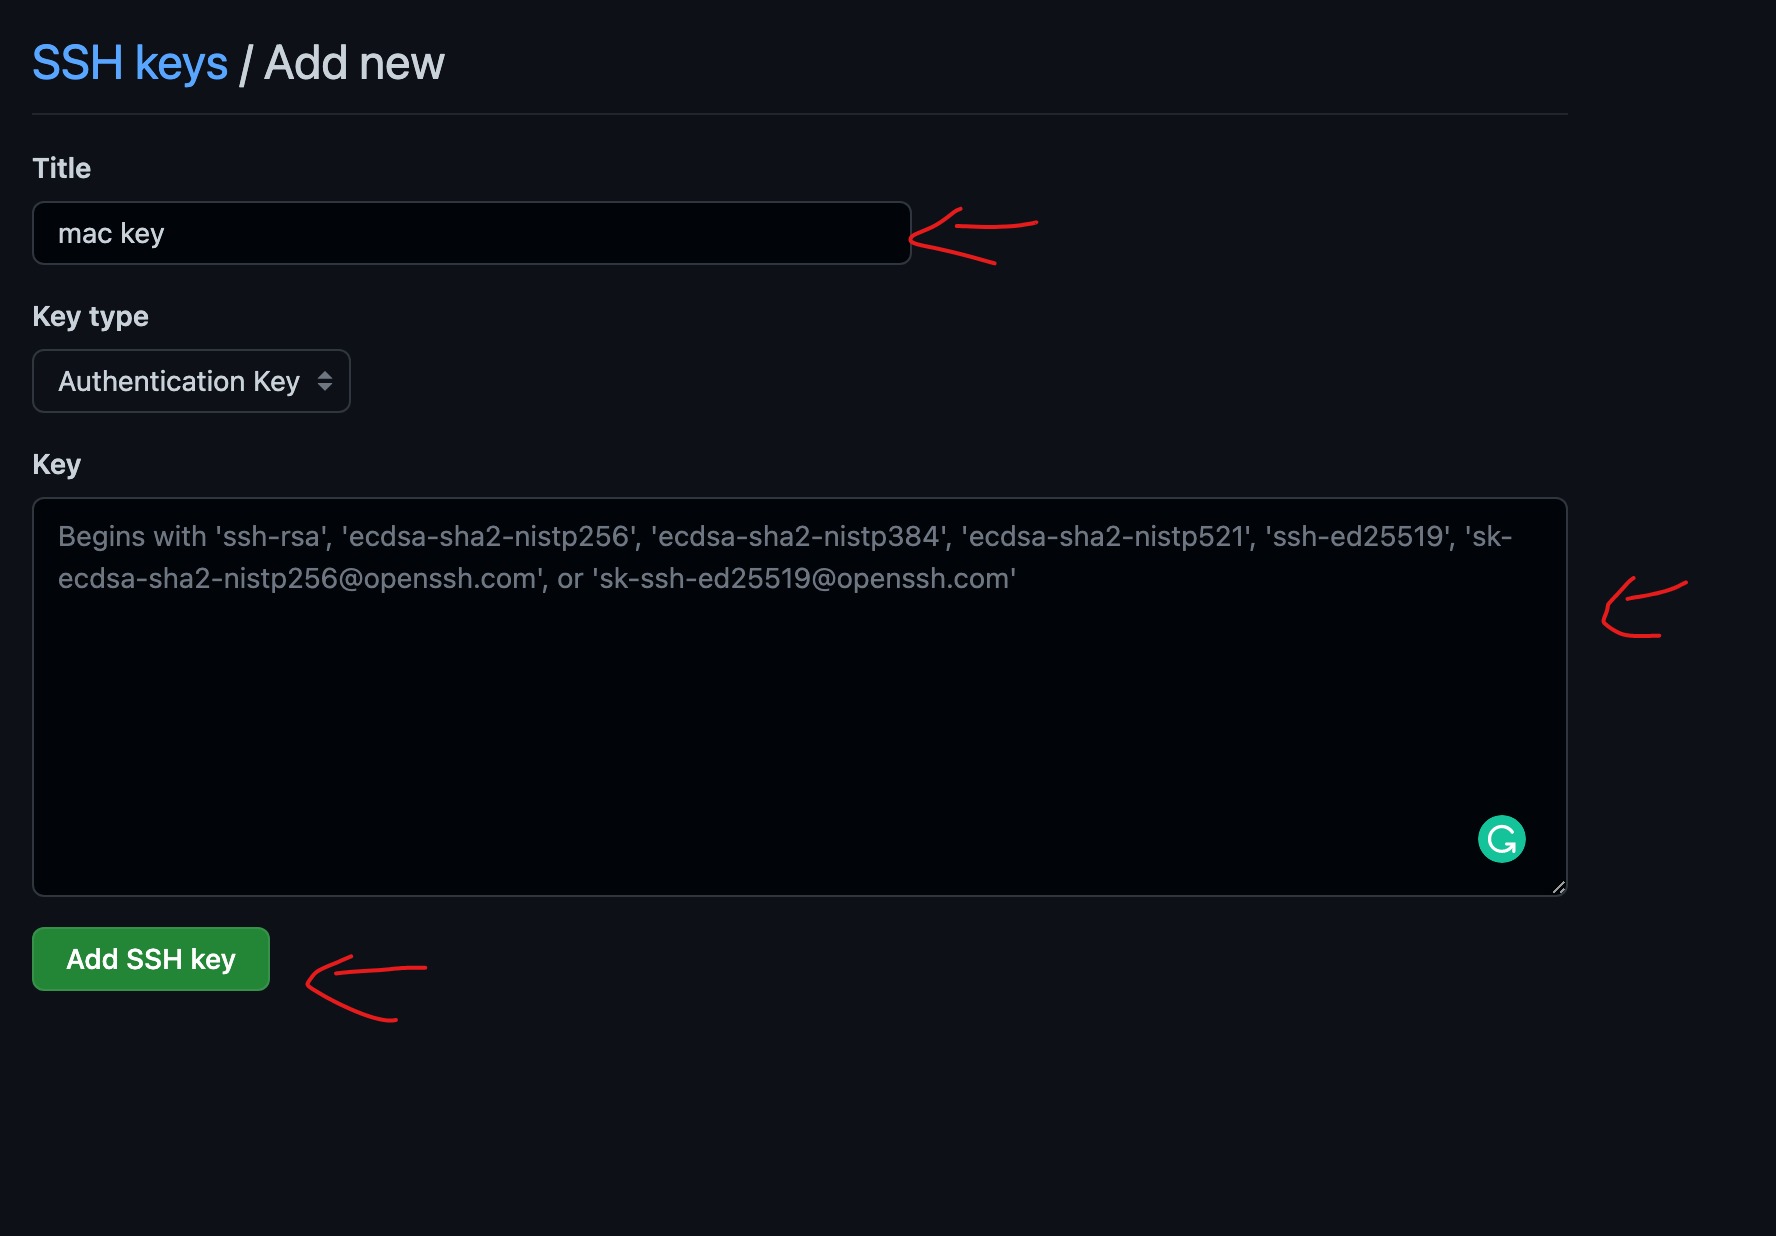 SSH keys / Add new
Title
mac key
Key type
Authentication Key
Key
Begins with 'ssh-rsa', 'ecdsa-sha2-nistp256', 'ecdsa-sha2-nistp384', 'ecdsa-sha2-nistp521', 'ssh-ed25519', 'sk-
ecdsa-sha2-nistp256@openssh.com', or 'sk-ssh-ed25519@openssh.com'
Add SSH key